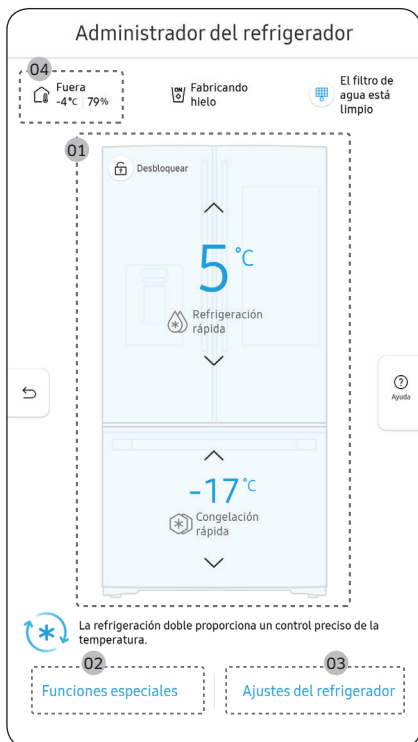 Administrador del refrigerador
04
Fuera
-4°C 79%
ON
Fabricando
hielo
El filtro de
agua está
limpio
01
Desbloquear
5°C
Refrigeración
rápida
Ayuda
-17°C
Congelación
rápida
La refrigeración doble proporciona un control preciso de la
temperatura.
02
03
Funciones especiales
Ajustes del refrigerador